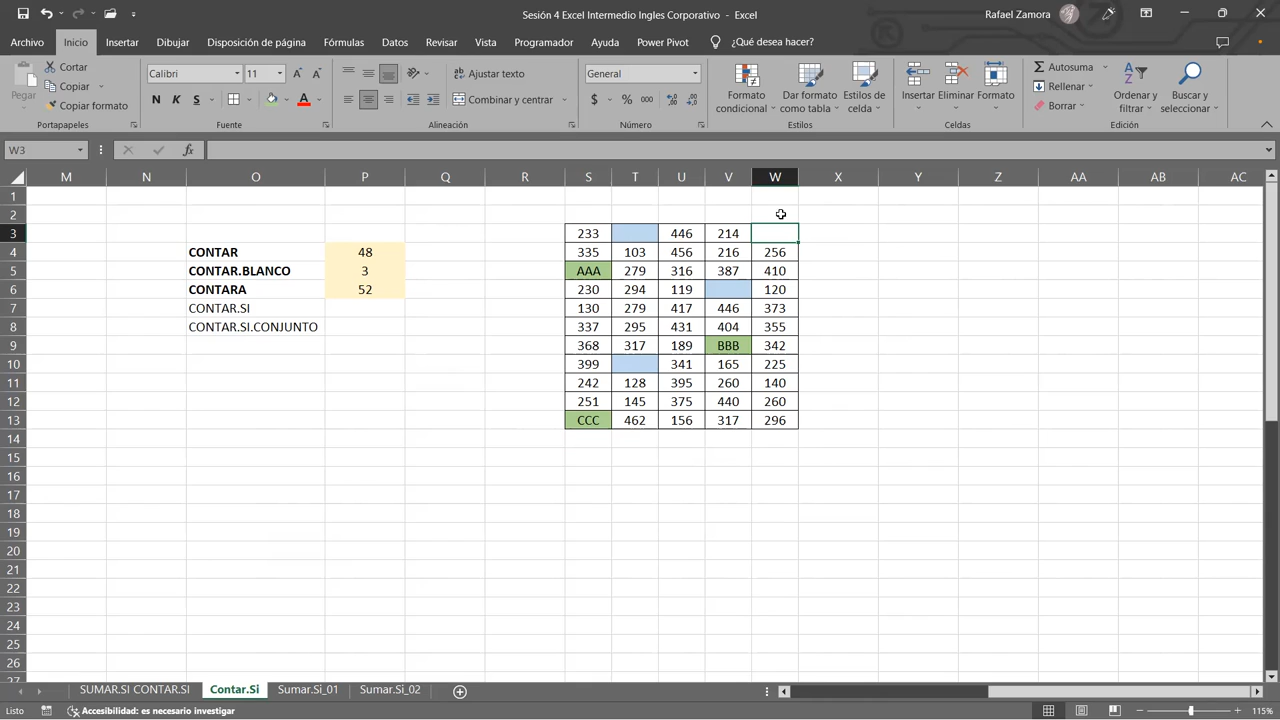 Sesión 4 Excel Intermedio Ingles Corporativo - Excel
Rafael Zamora
Archivo Inicio Insertar Dibujar Disposición de página Fórmulas Datos Revisar Vista Programador Ayuda Power Pivot ¿Qué desea hacer?
Pegar
Cortar
Copiar
Copiar formato
Portapapeles
Calibri 11
N K S
Fuente
Ajustar texto
Combinar y centrar
Alineación
General
$ % 000
Número
Formato condicional
Dar formato como tabla
Estilos de celda
Estilos
Insertar Eliminar Formato
Celdas
Autosuma
Rellenar
Borrar
Ordenar y filtrar
Buscar y seleccionar
Edición
W3 fx
M N O P Q R S T U V W X Y Z AA AB AC
1
2
3 233 446 214
4 CONTAR 48 335 103 456 216 256
5 CONTAR.BLANCO 3 AAA 279 316 387 410
6 CONTARA 52 230 294 119 120
7 CONTAR.SI 130 279 417 446 373
8 CONTAR.SI.CONJUNTO 337 295 431 404 355
9 368 317 189 BBB 342
10 399 341 165 225
11 242 128 395 260 140
12 251 145 375 440 260
13 CCC 462 156 317 296
14
15
16
17
18
19
20
21
22
23
24
25
26
27
SUMAR.SI CONTAR.SI Contar.Si Sumar.Si_01 Sumar.Si_02
Listo Accesibilidad: es necesario investigar 115%